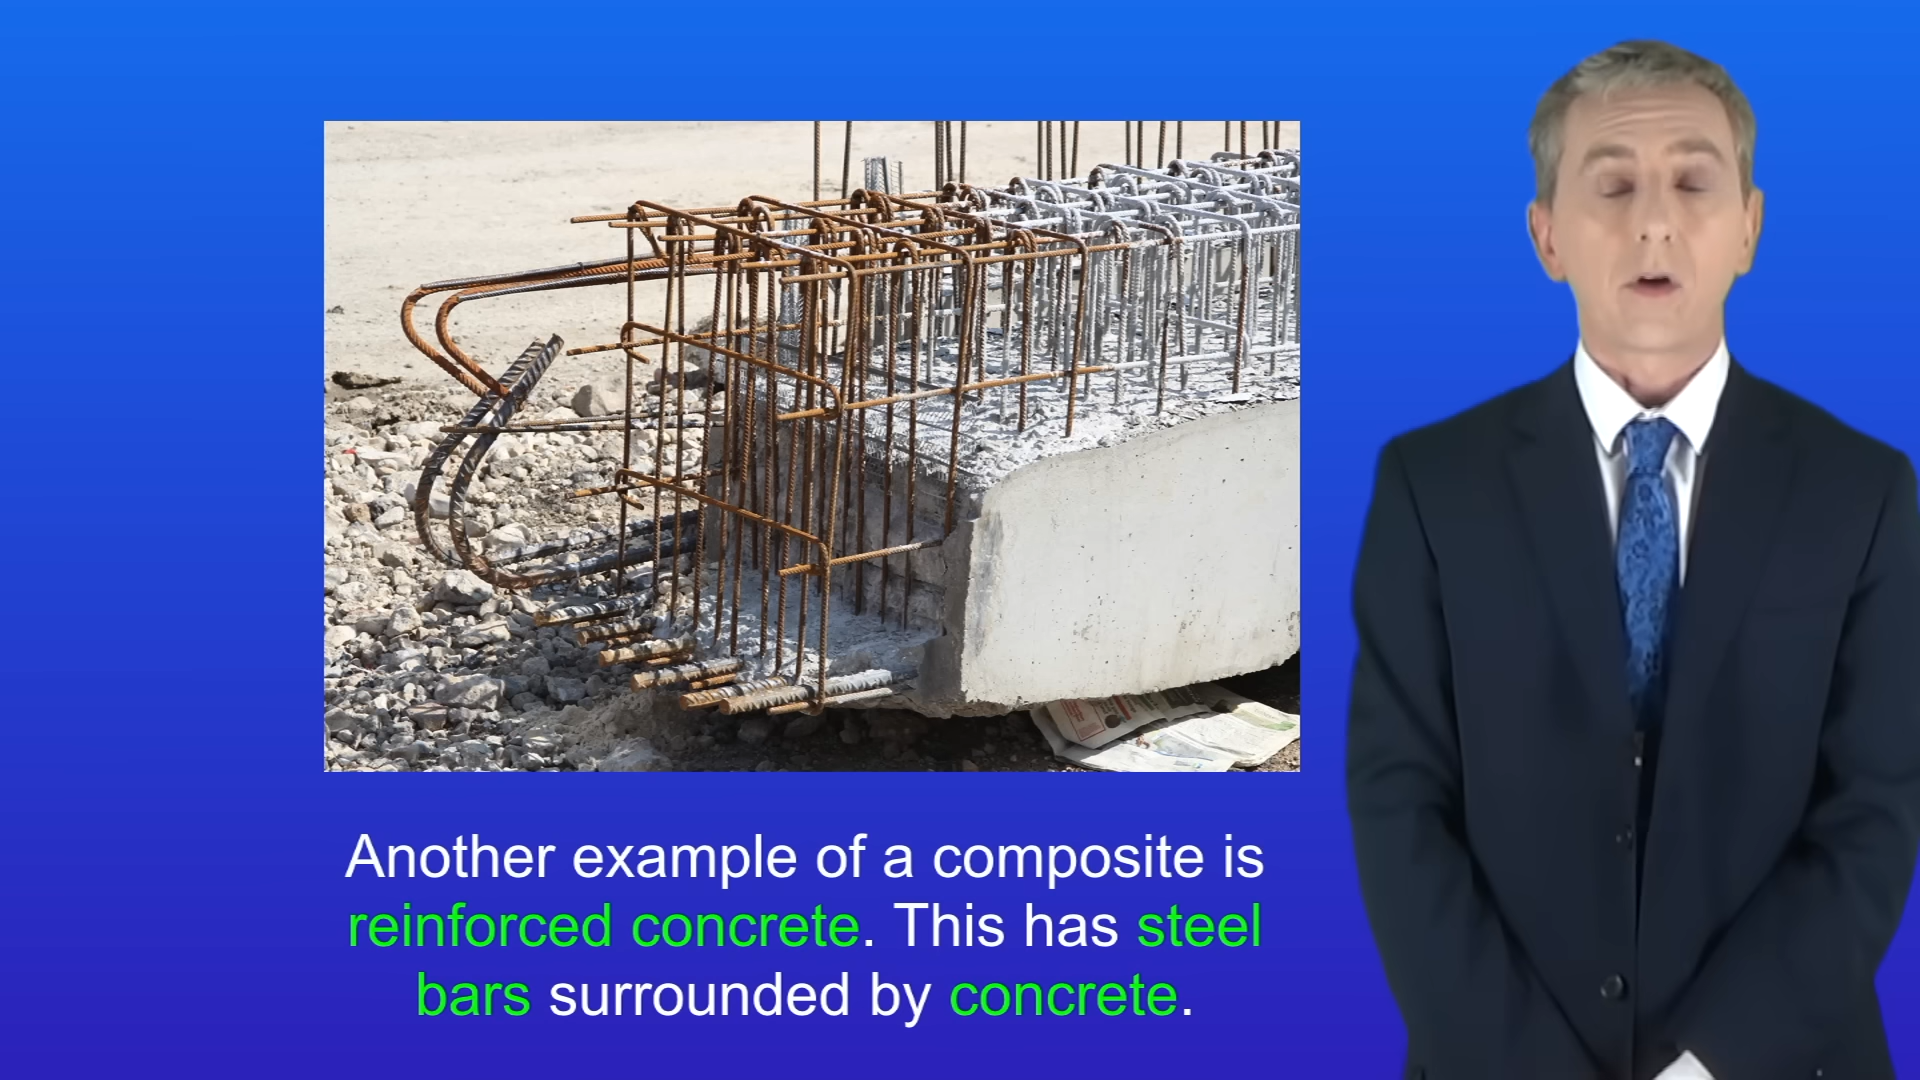 Another example of a composite is
reinforced concrete. This has steel
bars surrounded by concrete.